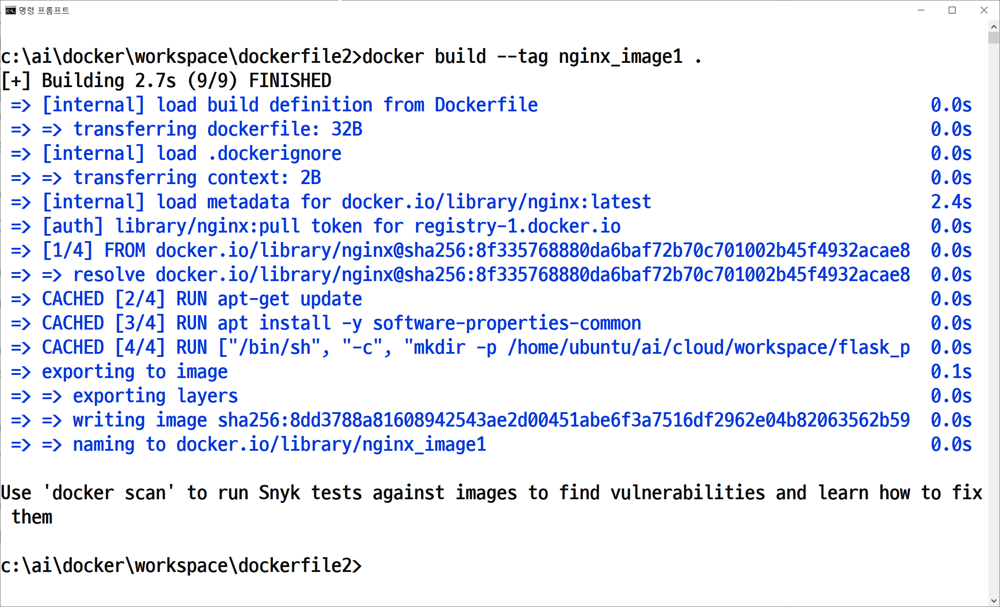 명령 프롬프트
c:\ai\docker\workspace\dockerfile2>docker build --tag nginx_image1 .
[+] Building 2.7s (9/9) FINISHED
=> [internal] load build definition from Dockerfile 0.0s
=> => transferring dockerfile: 32B 0.0s
=> [internal] load .dockerignore 0.0s
=> => transferring context: 2B 0.0s
=> [internal] load metadata for docker.io/library/nginx:latest 2.4s
=> [auth] library/nginx:pull token for registry-1.docker.io 0.0s
=> [1/4] FROM docker.io/library/nginx@sha256:8f335768880da6baf72b70c701002b45f4932acae8 0.0s
=> => resolve docker.io/library/nginx@sha256:8f335768880da6baf72b70c701002b45f4932acae8 0.0s
=> CACHED [2/4] RUN apt-get update 0.0s
=> CACHED [3/4] RUN apt install -y software-properties-common 0.0s
=> CACHED [4/4] RUN ["/bin/sh", "-c", "mkdir -p /home/ubuntu/ai/cloud/workspace/flask_p 0.0s
=> exporting to image 0.1s
=> => exporting layers 0.0s
=> => writing image sha256:8dd3788a81608942543ae2d00451abe6f3a7516df2962e04b82063562b59 0.0s
=> => naming to docker.io/library/nginx_image1 0.0s
Use 'docker scan' to run Snyk tests against images to find vulnerabilities and learn how to fix
them
c:\ai\docker\workspace\dockerfile2>